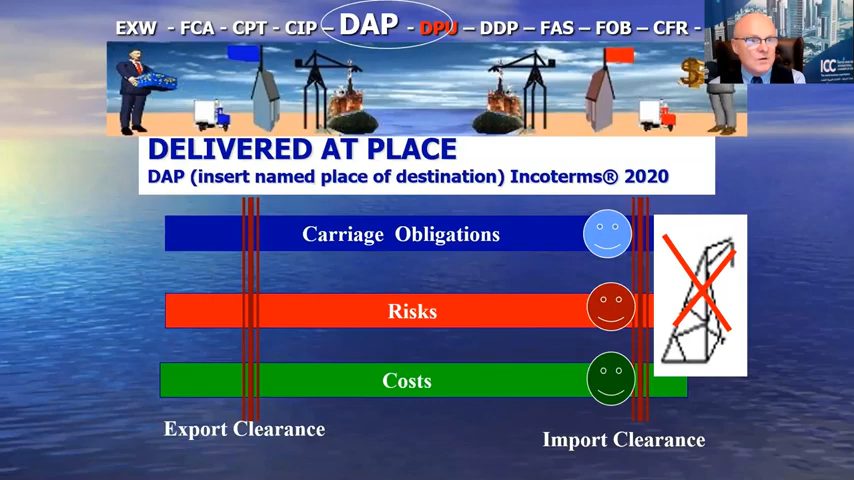 EXW - FCA - CPT - CIP – DAP - DPU – DDP – FAS – FOB – CFR -
ICC
DELIVERED AT PLACE
DAP (insert named place of destination) Incoterms® 2020
Carriage Obligations
Risks
Costs
Export Clearance
Import Clearance